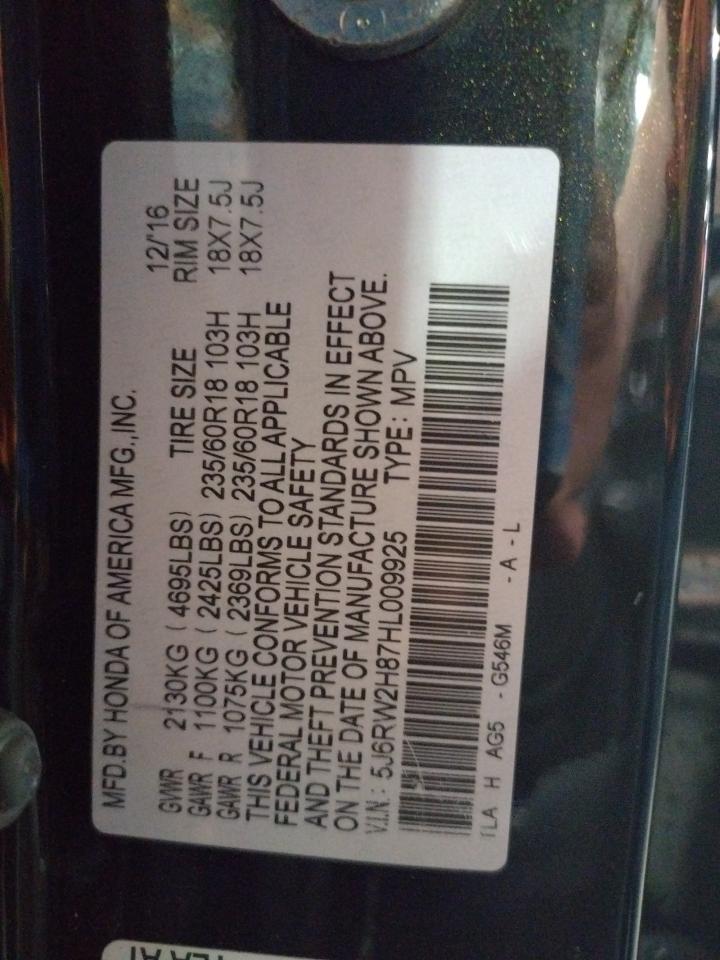 MFD.BY HONDA OF AMERICA MFG.,INC.
12/'16
GVWR 2130KG ( 4695LBS) TIRE SIZE RIM SIZE
GAWR F 1100KG ( 2425LBS) 235/60R18 103H 18X7.5J
GAWR R 1075KG ( 2369LBS) 235/60R18 103H 18X7.5J
THIS VEHICLE CONFORMS TO ALL APPLICABLE
FEDERAL MOTOR VEHICLE SAFETY
AND THEFT PREVENTION STANDARDS IN EFFECT
ON THE DATE OF MANUFACTURE SHOWN ABOVE.
V.I.N.: 5J6RW2H87HL009925 TYPE: MPV
TLA H AG5 - G546M - A - L